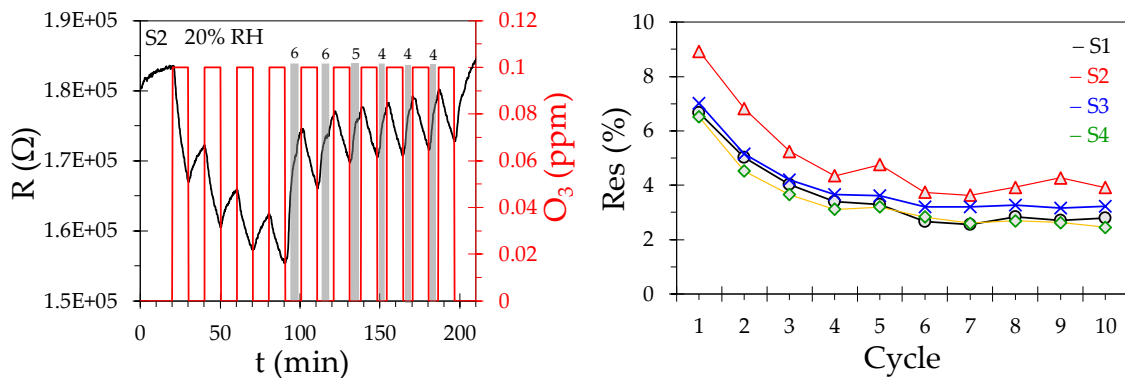 S2 20% RH
6 6 5 4 4 4
1.9E+05
1.8E+05
1.7E+05
1.6E+05
1.5E+05
R (Ω)
0 50 100 150 200
t (min)
0.12
0.1
0.08
0.06
0.04
0.02
0
O3 (ppm)
10
8
6
4
2
0
Res (%)
– S1
– S2
– S3
– S4
1 2 3 4 5 6 7 8 9 10
Cycle